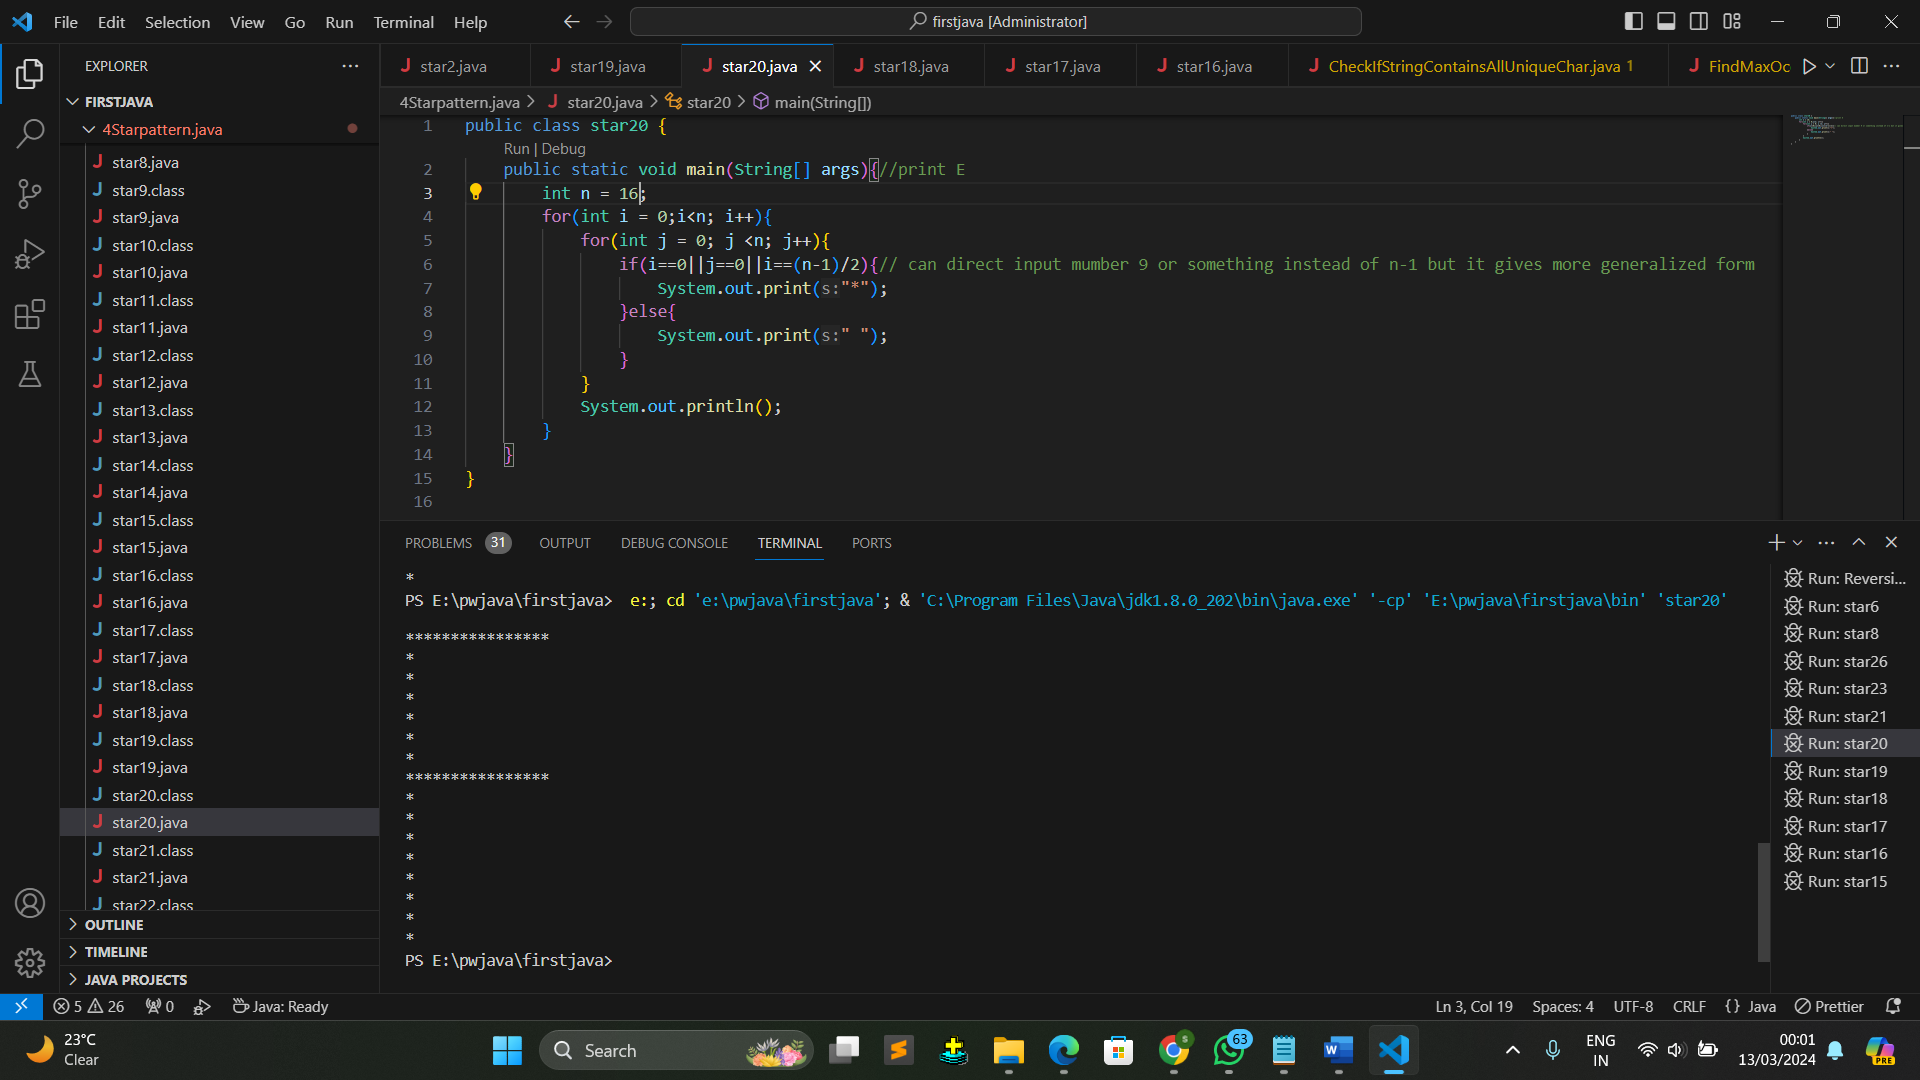 File Edit Selection View Go Run Terminal Help
firstjava [Administrator]
EXPLORER
FIRSTJAVA
4Starpattern.java
star8.java
star9.class
star9.java
star10.class
star10.java
star11.class
star11.java
star12.class
star12.java
star13.class
star13.java
star14.class
star14.java
star15.class
star15.java
star16.class
star16.java
star17.class
star17.java
star18.class
star18.java
star19.class
star19.java
star20.class
star20.java
star21.class
star21.java
star22.class
OUTLINE
TIMELINE
JAVA PROJECTS
star2.java star19.java star20.java star18.java star17.java star16.java CheckIfStringContainsAllUniqueChar.java 1 FindMaxOc
4Starpattern.java > star20.java > star20 > main(String[])
1 public class star20 {
Run | Debug
2 public static void main(String[] args){//print E
3 int n = 16;
4 for(int i = 0;i<n; i++){
5 for(int j = 0; j <n; j++){
6 if(i==0||j==0||i==(n-1)/2){// can direct input mumber 9 or something instead of n-1 but it gives more generalized form
7 System.out.print(s:"*");
8 }else{
9 System.out.print(s:" ");
10 }
11 }
12 System.out.println();
13 }
14 }
15 }
16
PROBLEMS 31 OUTPUT DEBUG CONSOLE TERMINAL PORTS
*
PS E:\pwjava\firstjava> e:; cd 'e:\pwjava\firstjava'; & 'C:\Program Files\Java\jdk1.8.0_202\bin\java.exe' '-cp' 'E:\pwjava\firstjava\bin' 'star20'
****************
*
*
*
*
*
*
****************
*
*
*
*
*
*
*
*
PS E:\pwjava\firstjava>
Run: Reversi...
Run: star6
Run: star8
Run: star26
Run: star23
Run: star21
Run: star20
Run: star19
Run: star18
Run: star17
Run: star16
Run: star15
5 26 0 Java: Ready
Ln 3, Col 19 Spaces: 4 UTF-8 CRLF {} Java Prettier
23°C
Clear
Search
63
ENG
IN
00:01
13/03/2024
PRE